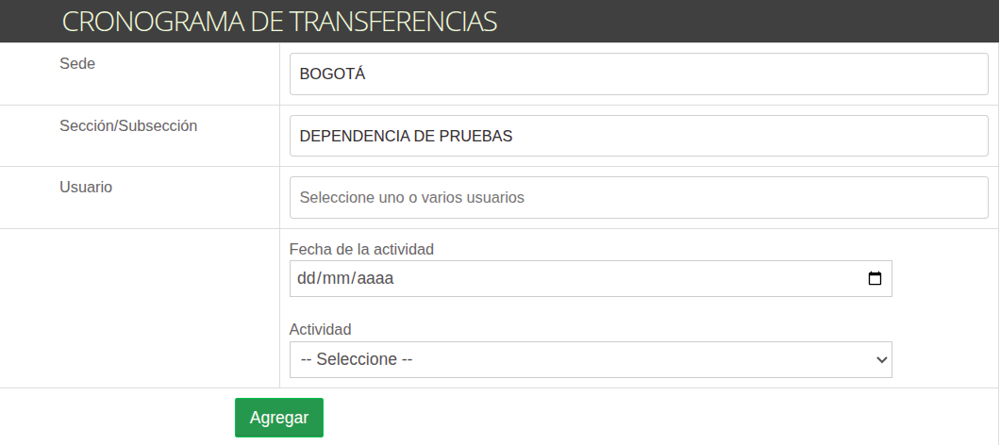 CRONOGRAMA DE TRANSFERENCIAS
Sede
BOGOTÁ
Sección/Subsección
DEPENDENCIA DE PRUEBAS
Usuario
Seleccione uno o varios usuarios
Fecha de la actividad
dd/mm/aaaa
Actividad
-- Seleccione --
Agregar